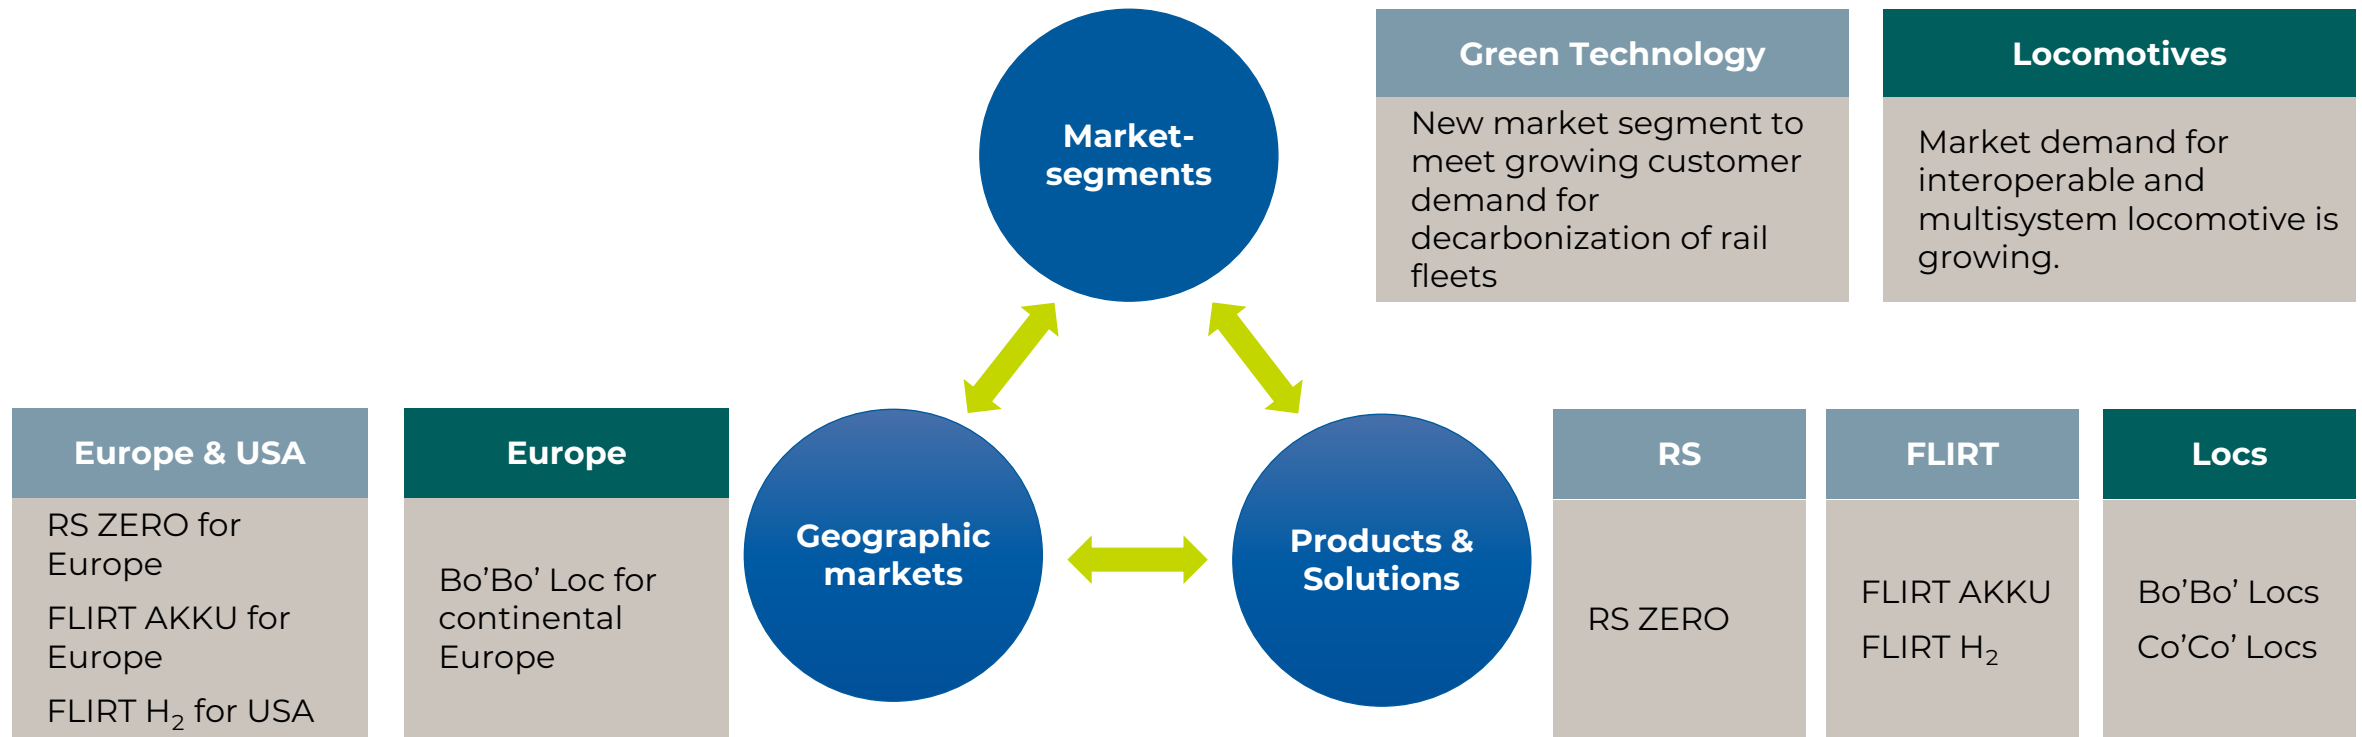 Market-
segments
Green Technology
New market segment to
meet growing customer
demand for
decarbonization of rail
fleets
Locomotives
Market demand for
interoperable and
multisystem locomotive is
growing.
Europe & USA
RS ZERO for
Europe
FLIRT AKKU for
Europe
FLIRT H₂ for USA
Europe
Bo’Bo’ Loc for
continental
Europe
Geographic
markets
Products &
Solutions
RS
RS ZERO
FLIRT
FLIRT AKKU
FLIRT H₂
Locs
Bo’Bo’ Locs
Co’Co’ Locs